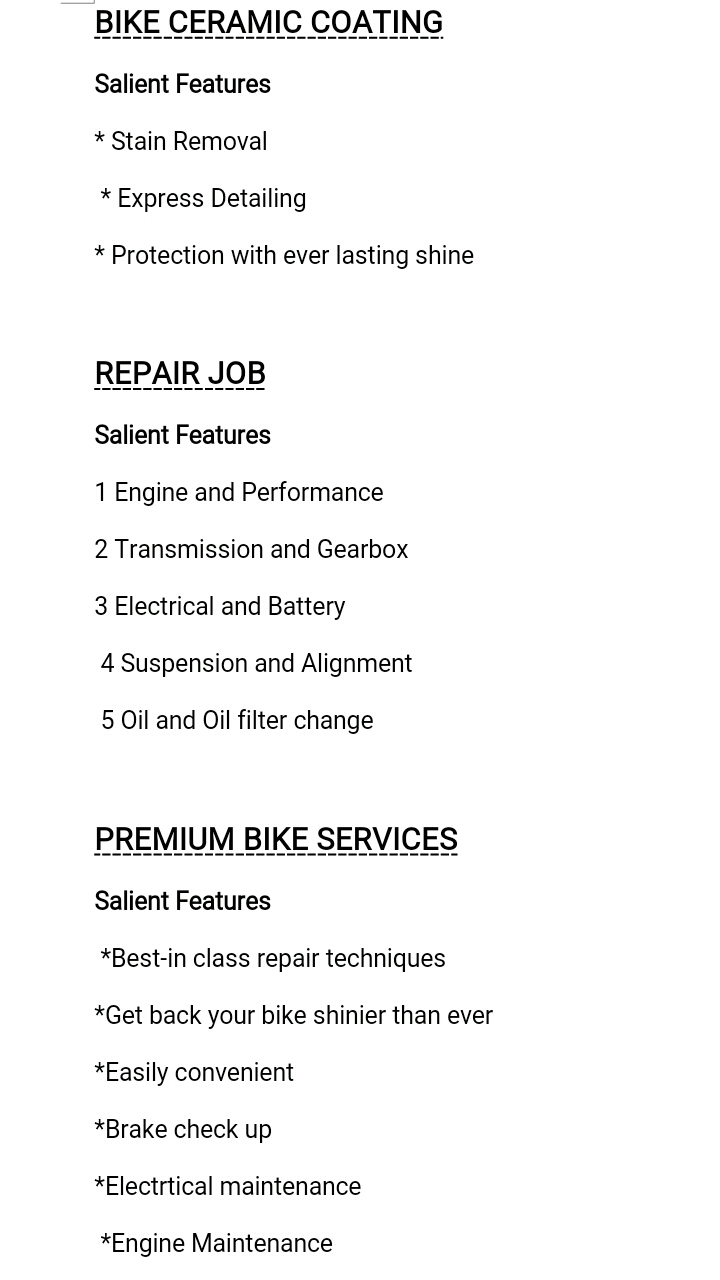 BIKE CERAMIC COATING
Salient Features
* Stain Removal
* Express Detailing
* Protection with ever lasting shine
REPAIR JOB
Salient Features
1 Engine and Performance
2 Transmission and Gearbox
3 Electrical and Battery
4 Suspension and Alignment
5 Oil and Oil filter change
PREMIUM BIKE SERVICES
Salient Features
*Best-in class repair techniques
*Get back your bike shinier than ever
*Easily convenient
*Brake check up
*Electrtical maintenance
*Engine Maintenance